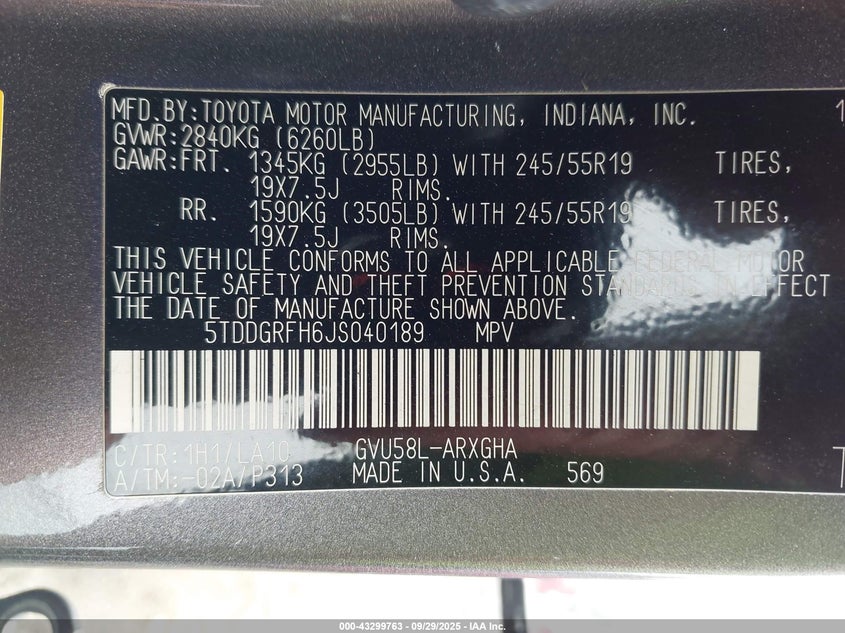 MFD.BY:TOYOTA MOTOR MANUFACTURING, INDIANA, INC. 1
GVWR:2840KG (6260LB)
GAWR:FRT. 1345KG (2955LB) WITH 245/55R19 TIRES,
19X7.5J RIMS.
RR. 1590KG (3505LB) WITH 245/55R19 TIRES,
19X7.5J RIMS.
THIS VEHICLE CONFORMS TO ALL APPLICABLE FEDERAL MOTOR
VEHICLE SAFETY AND THEFT PREVENTION STANDARDS IN EFFECT
THE DATE OF MANUFACTURE SHOWN ABOVE.
5TDDGRFH6JS040189 MPV
C/TR:1H1/LA10 GVU58L-ARXGHA
A/TM:-02A/P313 MADE IN U.S.A. 569 T
000-43299763 | 09/29/2025 - IAA Inc.